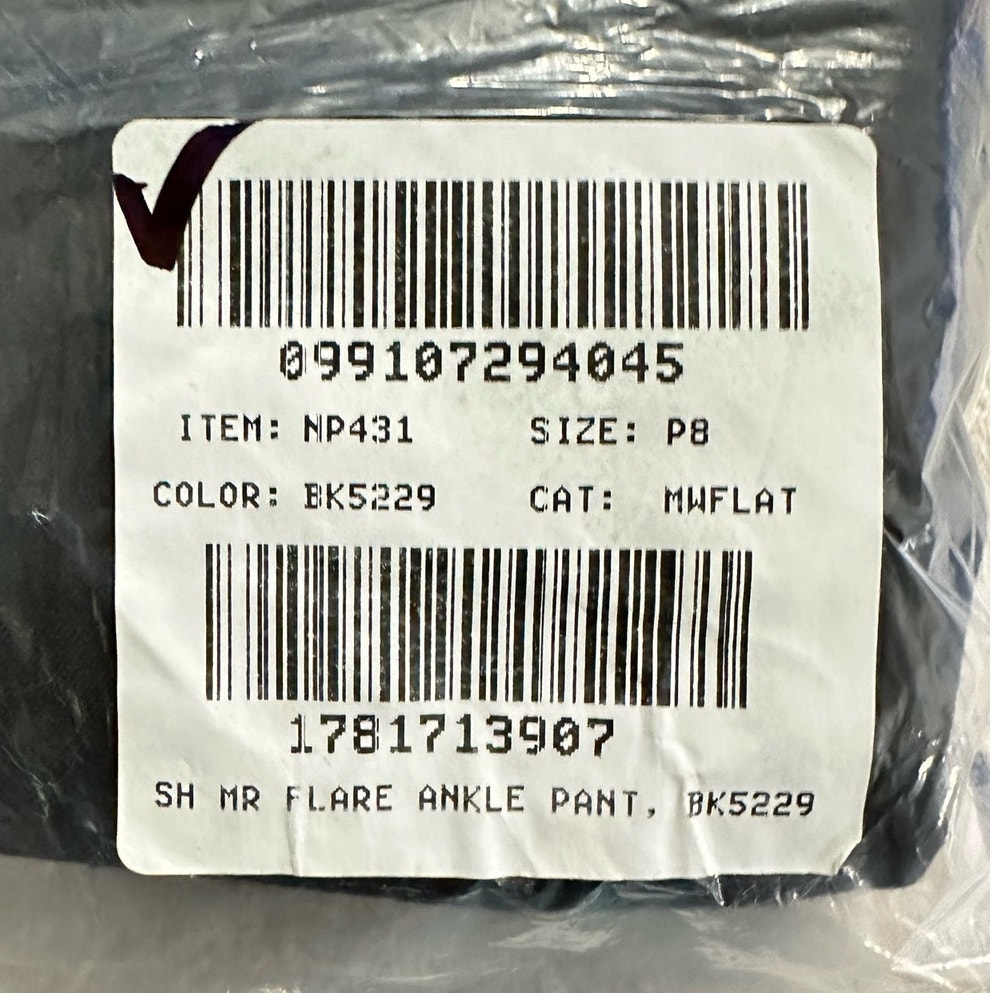 099107294045
ITEM: NP431 SIZE: P8
COLOR: BK5229 CAT: MWFLAT
1781713907
SH MR FLARE ANKLE PANT, BK5229